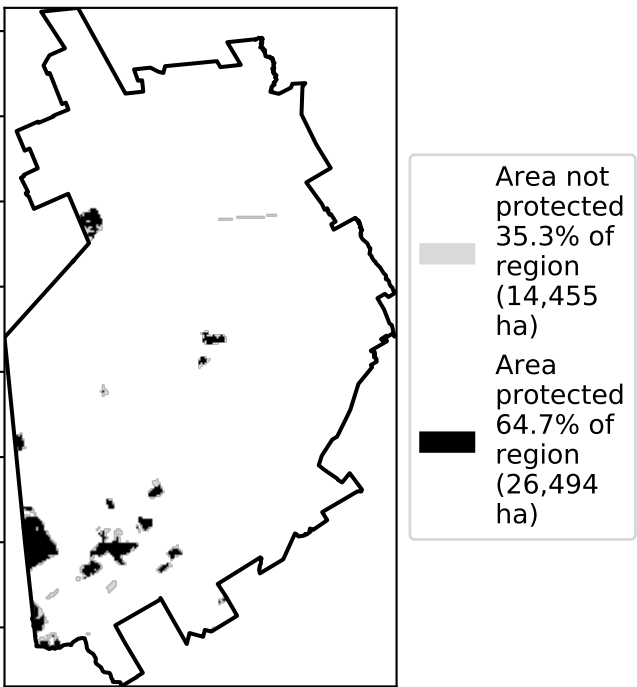 Area not
protected
35.3% of
region
(14,455
ha)
Area
protected
64.7% of
region
(26,494
ha)